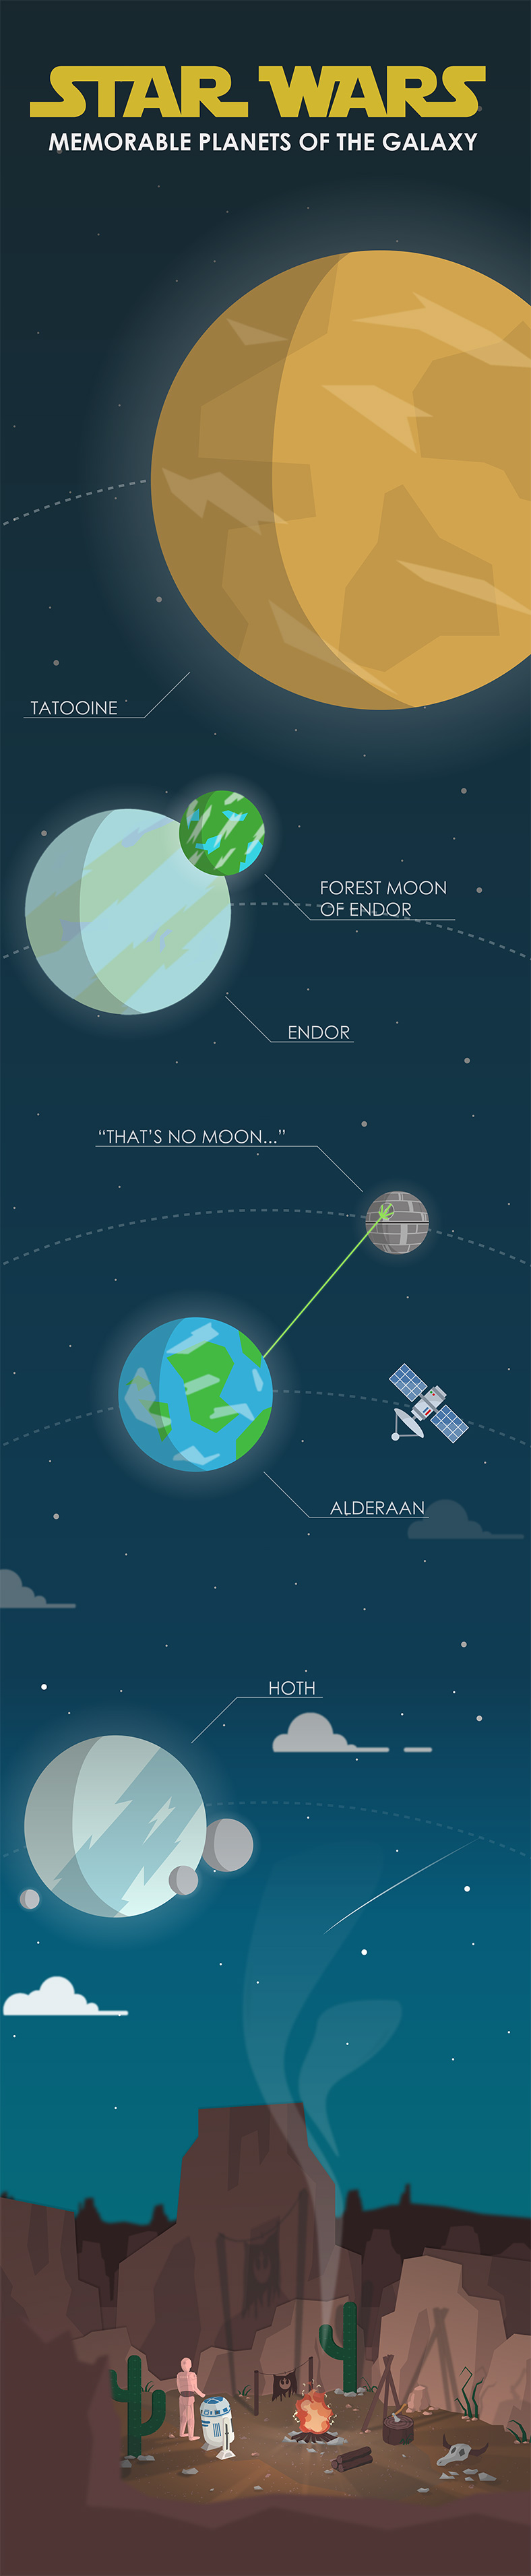 STAR WARS
MEMORABLE PLANETS OF THE GALAXY
TATOOINE
FOREST MOON
OF ENDOR
ENDOR
“THAT’S NO MOON...”
ALDERAAN
HOTH